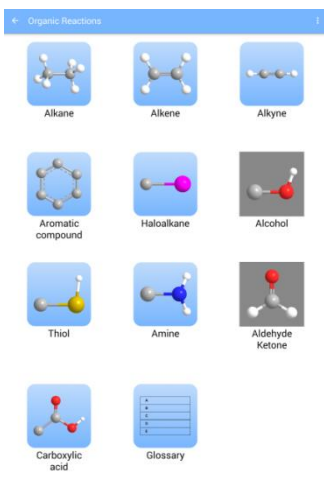 ← Organic Reactions
Alkane
Alkene
Alkyne
Aromatic
compound
Haloalkane
Alcohol
Thiol
Amine
Aldehyde
Ketone
Carboxylic
acid
Glossary